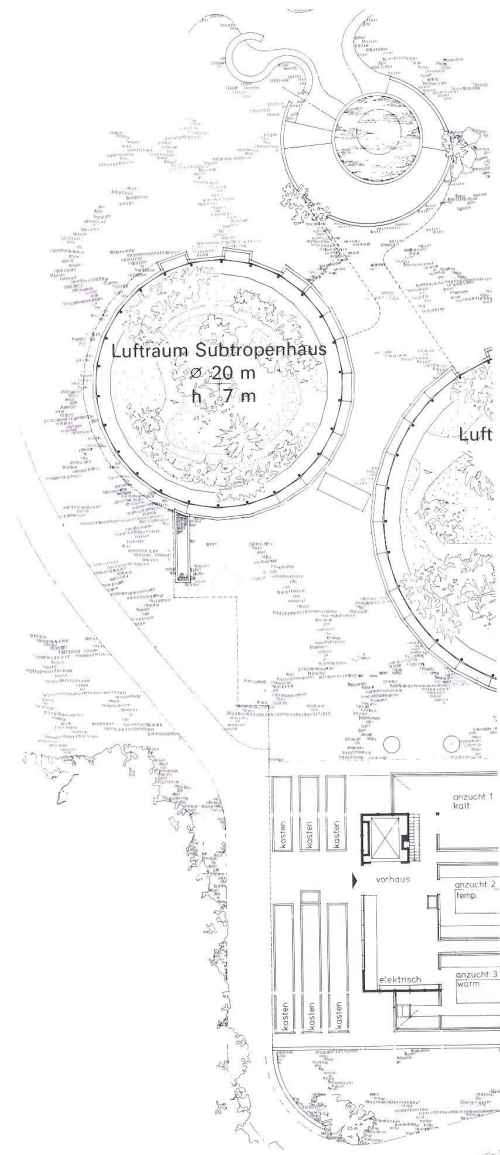 Luftraum Subtropenhaus
⌀ 20 m
h 7 m
Luft
anzucht 1
kalt
kasten
kasten
kasten
vorhaus
anzucht 2
temp.
elektrisch
anzucht 3
warm
kasten
kasten
kasten